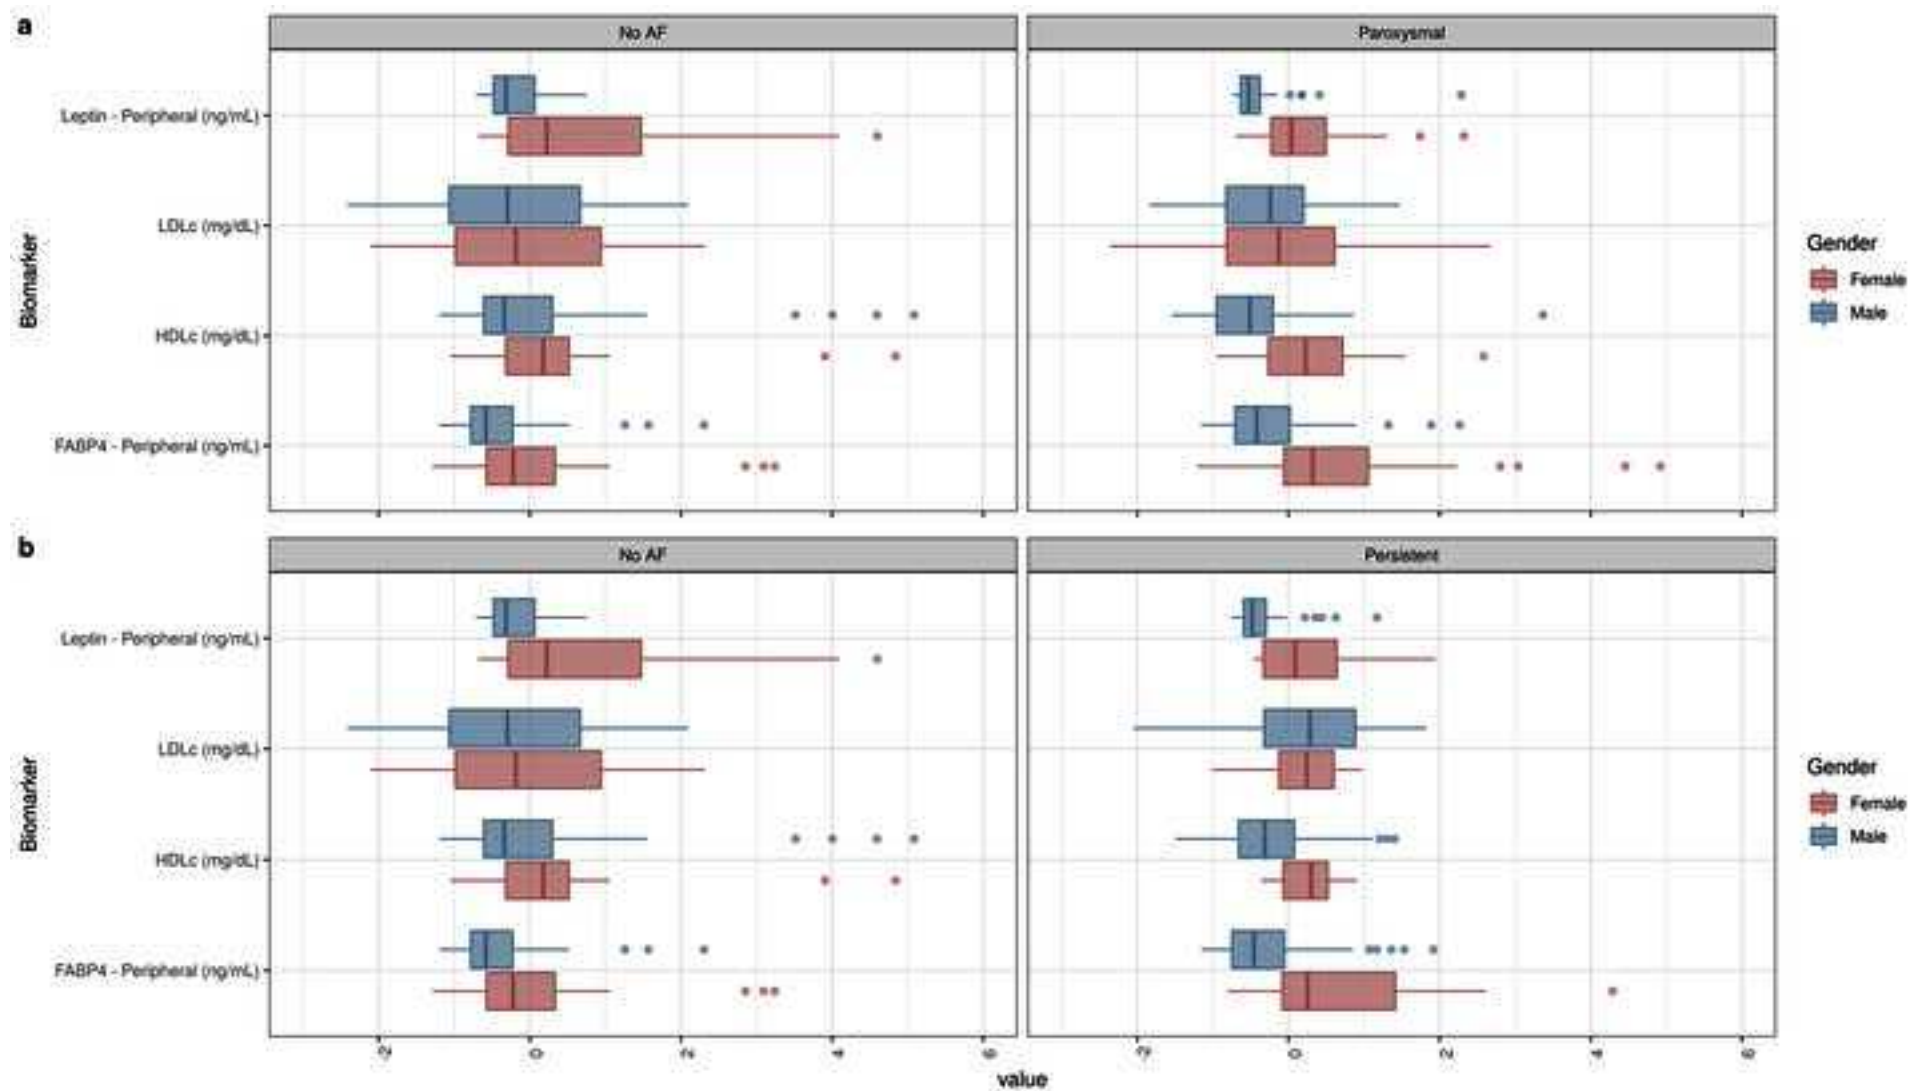 a
No AF
Paroxysmal
Biomarker
Leptin - Peripheral (ng/mL)
LDLc (mg/dL)
HDLc (mg/dL)
FABP4 - Peripheral (ng/mL)
Gender
Female
Male
b
No AF
Persistent
Biomarker
Leptin - Peripheral (ng/mL)
LDLc (mg/dL)
HDLc (mg/dL)
FABP4 - Peripheral (ng/mL)
Gender
Female
Male
-2 0 2 4 6 -2 0 2 4 6
value